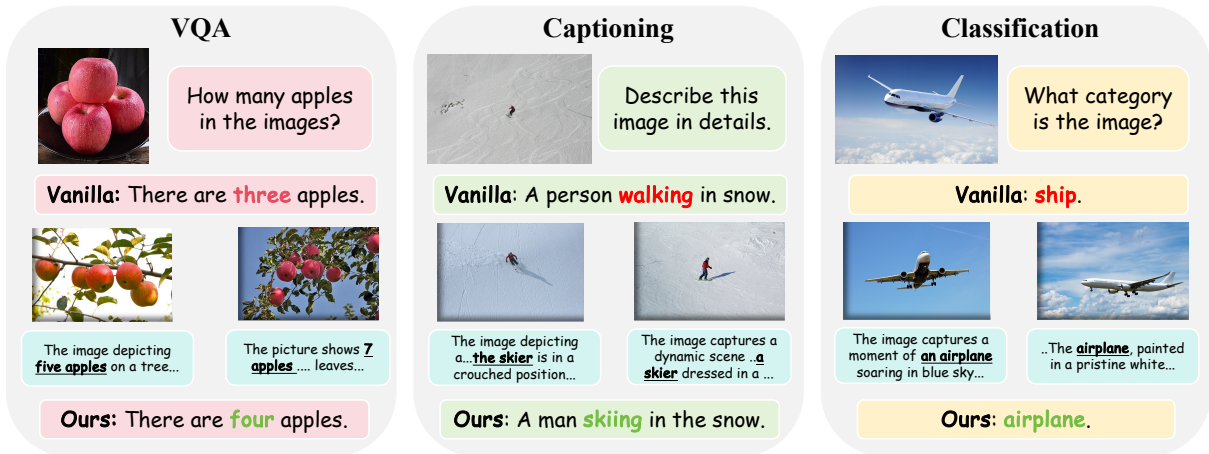 VQA
How many apples
in the images?
Vanilla: There are three apples.
The image depicting
five apples on a tree...
The picture shows 7
apples .... leaves...
Ours: There are four apples.
Captioning
Describe this
image in details.
Vanilla: A person walking in snow.
The image depicting
a...the skier is in a
crouched position...
The image captures a
dynamic scene ..a
skier dressed in a ...
Ours: A man skiing in the snow.
Classification
What category
is the image?
Vanilla: ship.
The image captures a
moment of an airplane
soaring in blue sky...
..The airplane, painted
in a pristine white...
Ours: airplane.